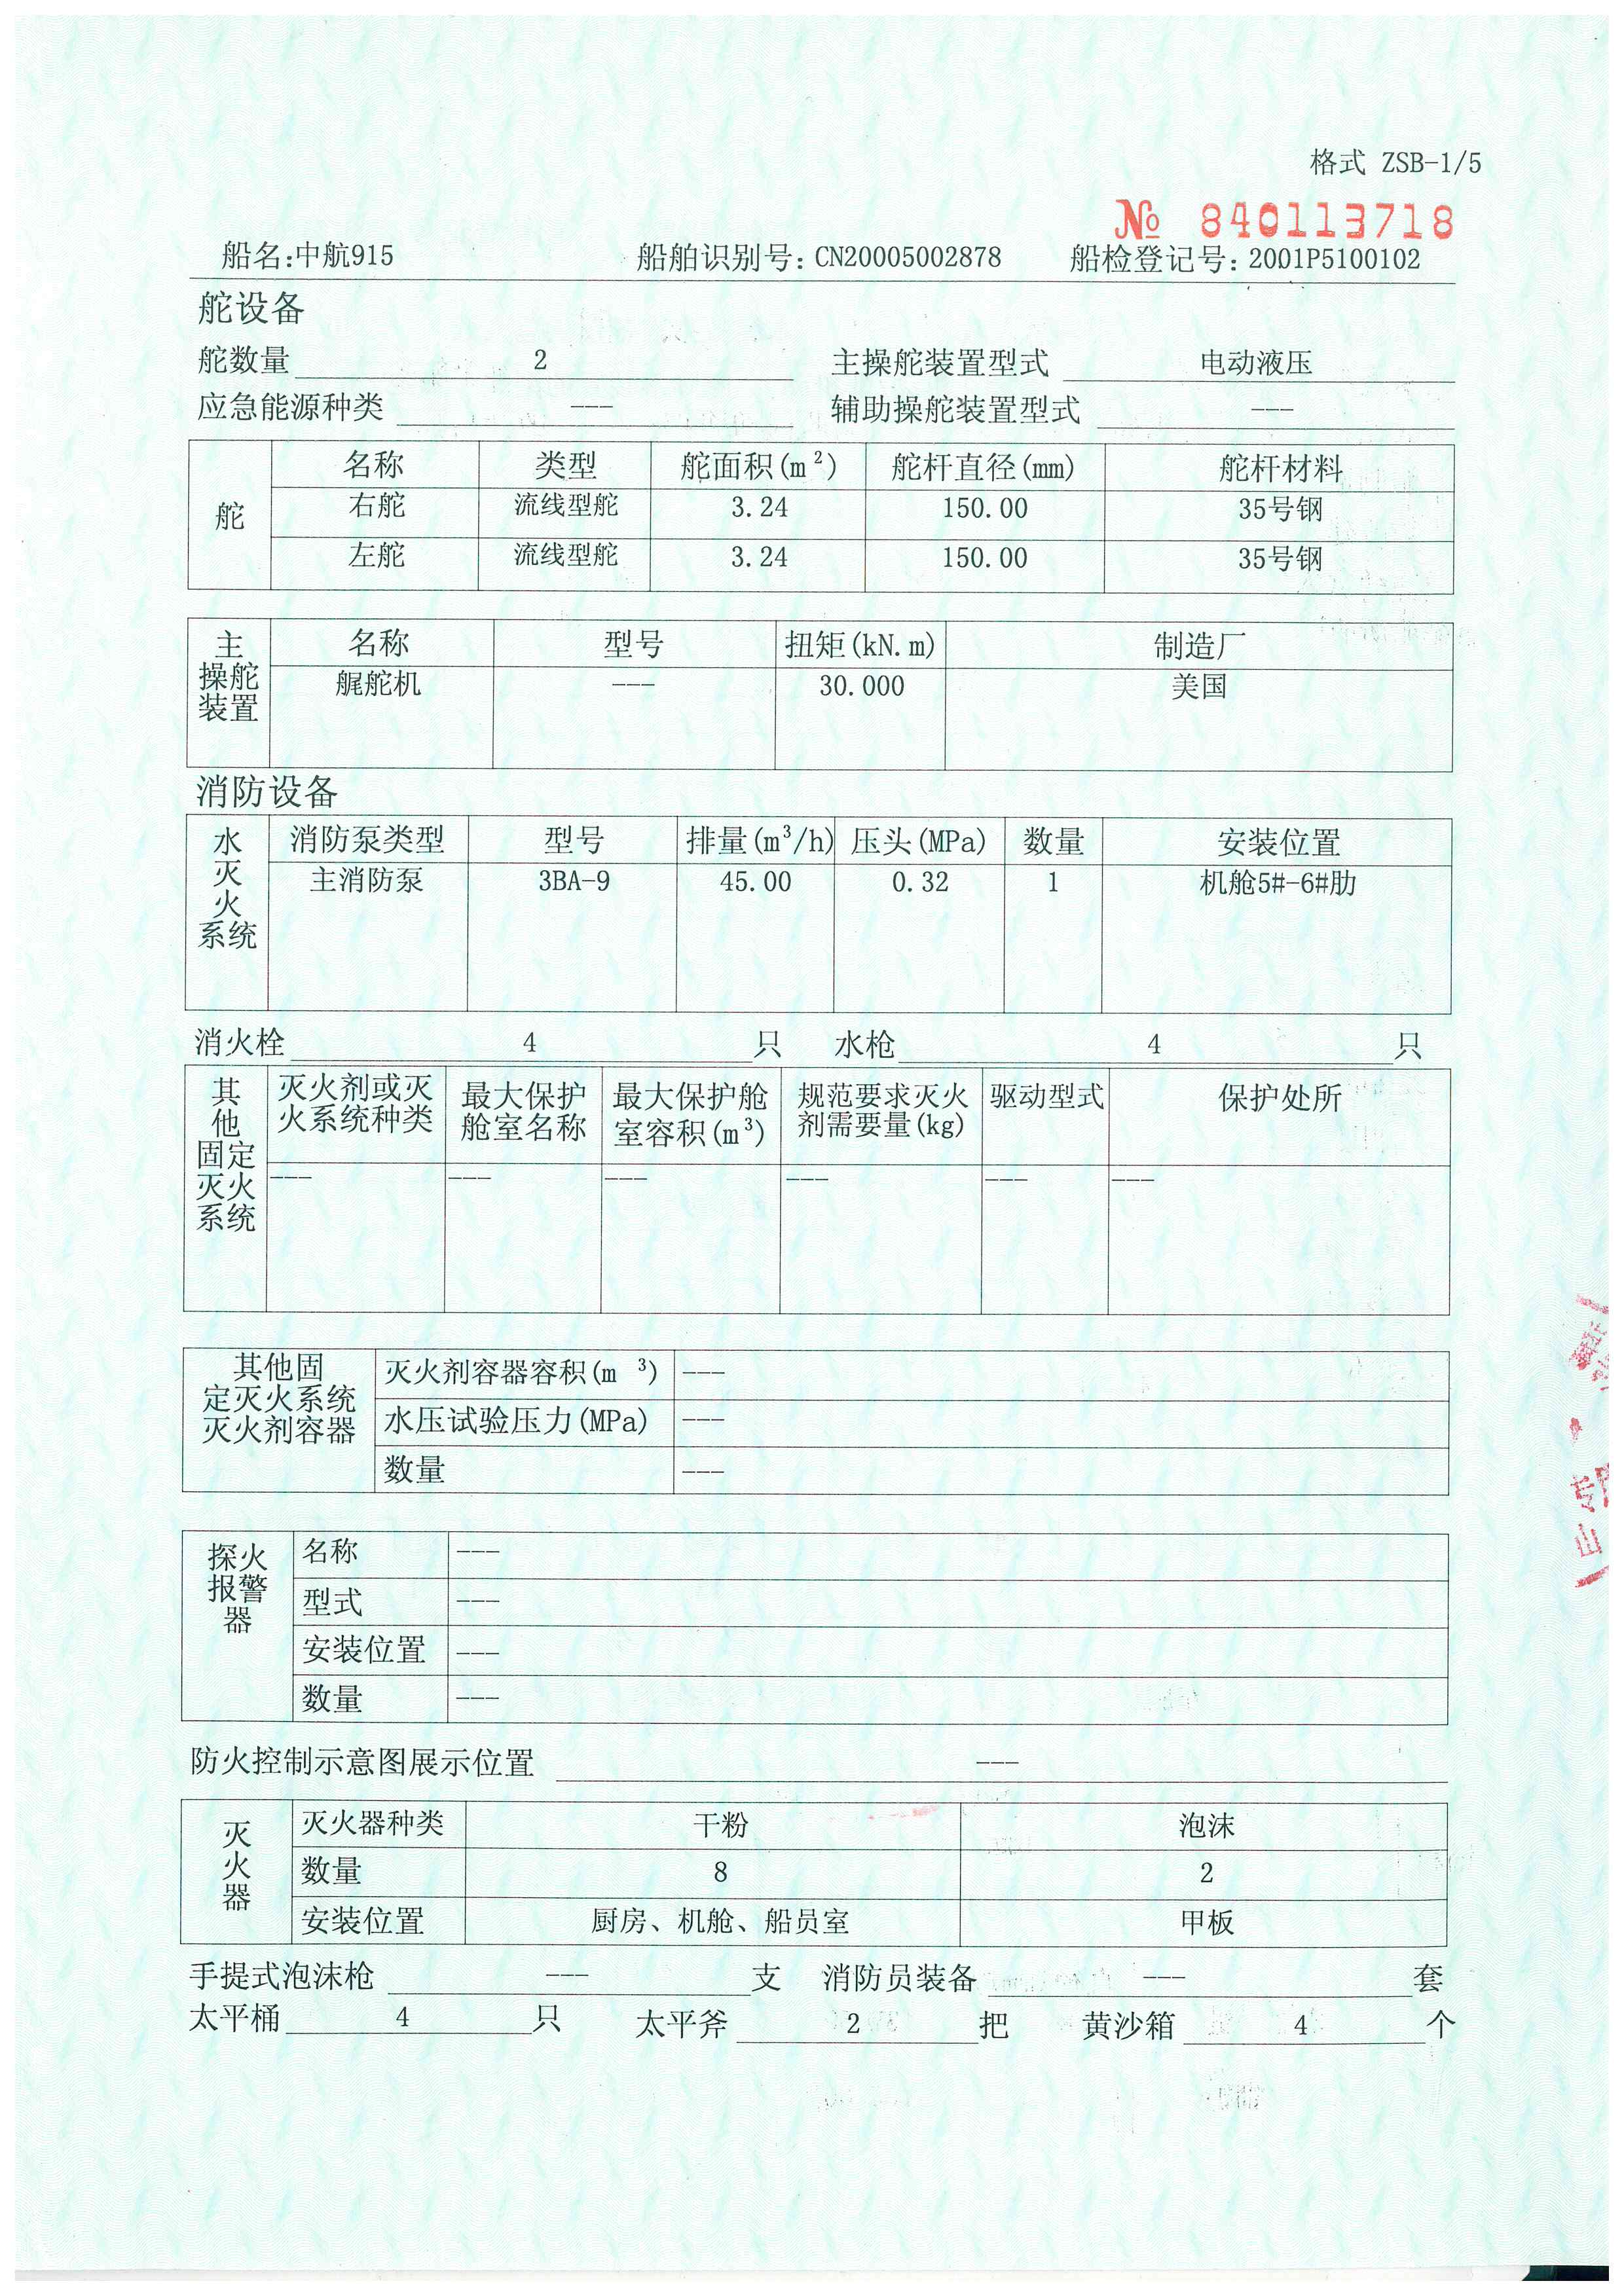 格式 ZSB-1/5
№ 840113718
船名:中航915 船舶识别号: CN20005002878 船检登记号: 2001P5100102
舵设备
舵数量 2 主操舵装置型式 电动液压
应急能源种类 --- 辅助操舵装置型式 ---
舵 名称 类型 舵面积(m²) 舵杆直径(mm) 舵杆材料
右舵 流线型舵 3.24 150.00 35号钢
左舵 流线型舵 3.24 150.00 35号钢
主操舵装置 名称 型号 扭矩(kN.m) 制造厂
艉舵机 --- 30.000 美国
消防设备
水灭火系统 消防泵类型 型号 排量(m³/h) 压头(MPa) 数量 安装位置
主消防泵 3BA-9 45.00 0.32 1 机舱5#-6#肋
消火栓 4 只 水枪 4 只
其他固定灭火系统 灭火剂或灭火系统种类 最大保护舱室名称 最大保护舱室容积(m³) 规范要求灭火剂需要量(kg) 驱动型式 保护处所
--- --- --- --- --- ---
其他固定灭火系统灭火剂容器 灭火剂容器容积(m ³) ---
水压试验压力(MPa) ---
数量 ---
探火报警器 名称 ---
型式 ---
安装位置 ---
数量 ---
防火控制示意图展示位置 ---
灭火器 灭火器种类 干粉 泡沫
数量 8 2
安装位置 厨房、机舱、船员室 甲板
手提式泡沫枪 --- 支 消防员装备 --- 套
太平桶 4 只 太平斧 2 把 黄沙箱 4 个